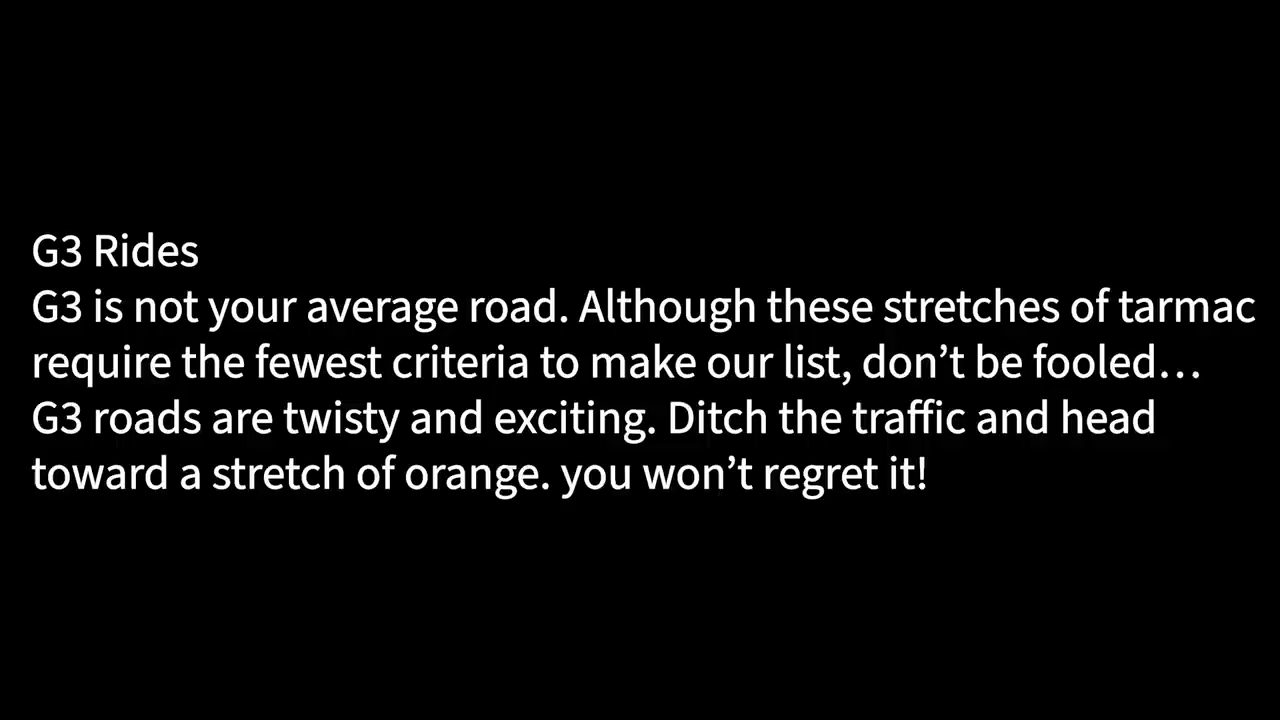 G3 Rides
G3 is not your average road. Although these stretches of tarmac
require the fewest criteria to make our list, don’t be fooled…
G3 roads are twisty and exciting. Ditch the traffic and head
toward a stretch of orange. you won’t regret it!